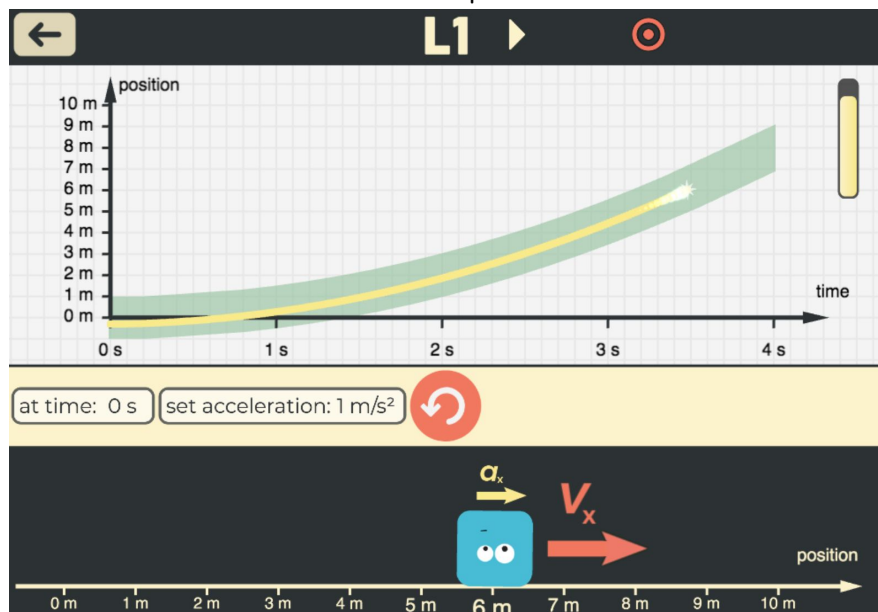 L1
position
10 m
9 m
8 m
7 m
6 m
5 m
4 m
3 m
2 m
1 m
0 m
time
0 s 1 s 2 s 3 s 4 s
at time: 0 s set acceleration: 1 m/s²
aₓ
Vₓ
position
0 m 1 m 2 m 3 m 4 m 5 m 6 m 7 m 8 m 9 m 10 m